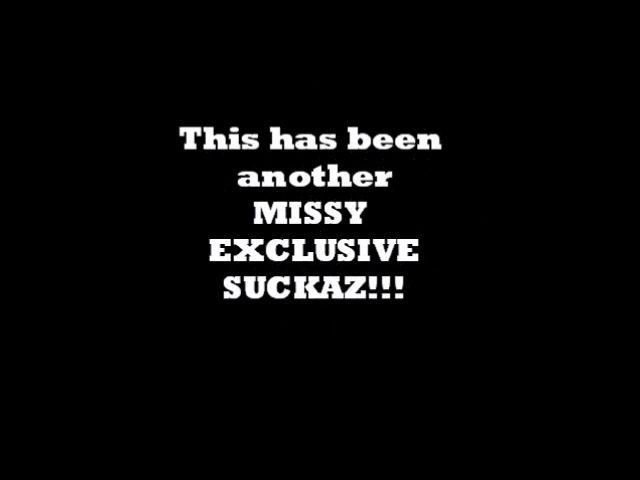 This has been
another
MISSY
EXCLUSIVE
SUCKAZ!!!